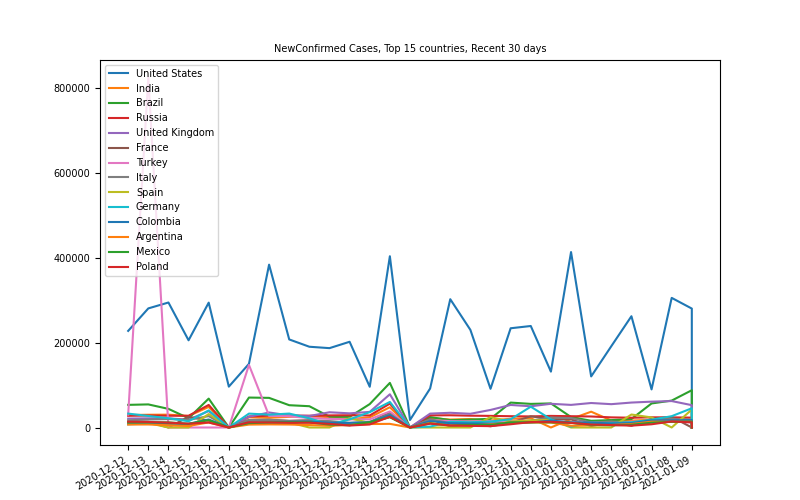 NewConfirmed Cases, Top 15 countries, Recent 30 days
800000
600000
400000
200000
0
United States
India
Brazil
Russia
United Kingdom
France
Turkey
Italy
Spain
Germany
Colombia
Argentina
Mexico
Poland
2020-12-12
2020-12-13
2020-12-14
2020-12-15
2020-12-16
2020-12-17
2020-12-18
2020-12-19
2020-12-20
2020-12-21
2020-12-22
2020-12-23
2020-12-24
2020-12-25
2020-12-26
2020-12-27
2020-12-28
2020-12-29
2020-12-30
2020-12-31
2021-01-01
2021-01-02
2021-01-03
2021-01-04
2021-01-05
2021-01-06
2021-01-07
2021-01-08
2021-01-09